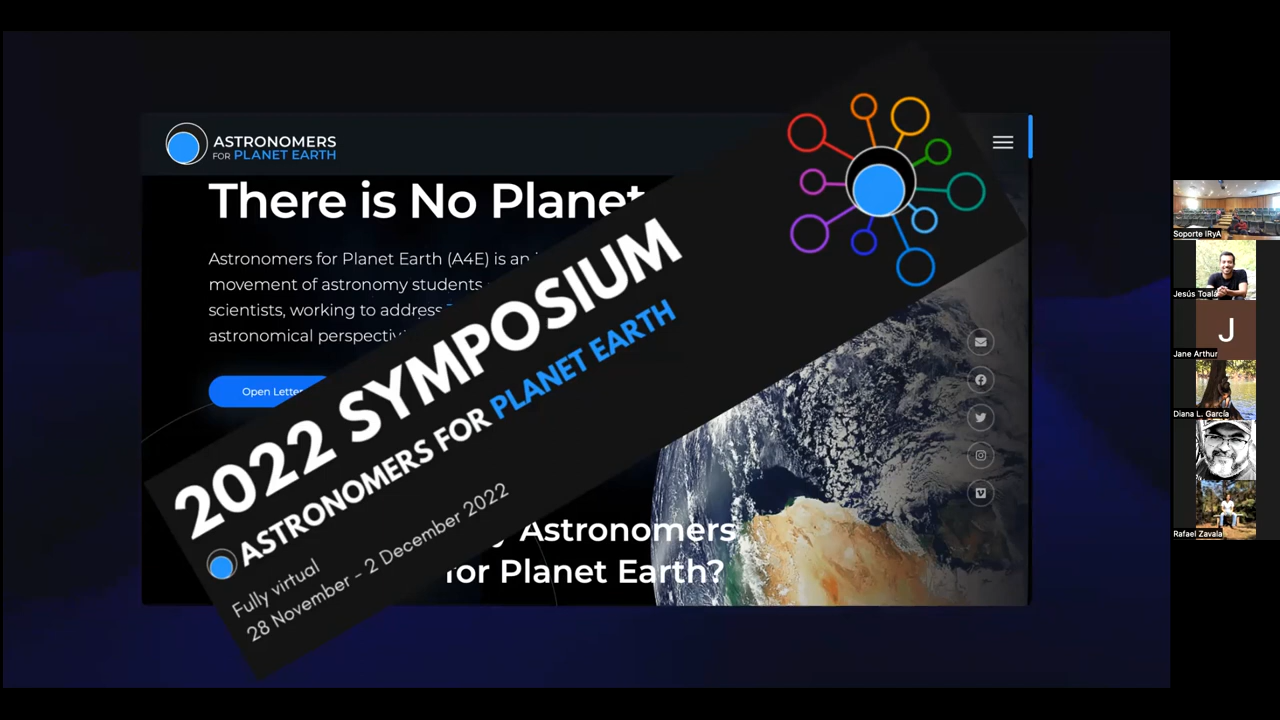 ASTRONOMERS
FOR PLANET EARTH
There is No Planet
Astronomers for Planet Earth (A4E) is an
movement of astronomy students
scientists, working to address
astronomical
Open Letter
2022 SYMPOSIUM
ASTRONOMERS FOR PLANET EARTH
Fully virtual
28 November - 2 December 2022
Astronomers
for Planet Earth?
Soporte IRyA
Jesús Toalá
J
Jane Arthur
Diana L. García
Rafael Zavala